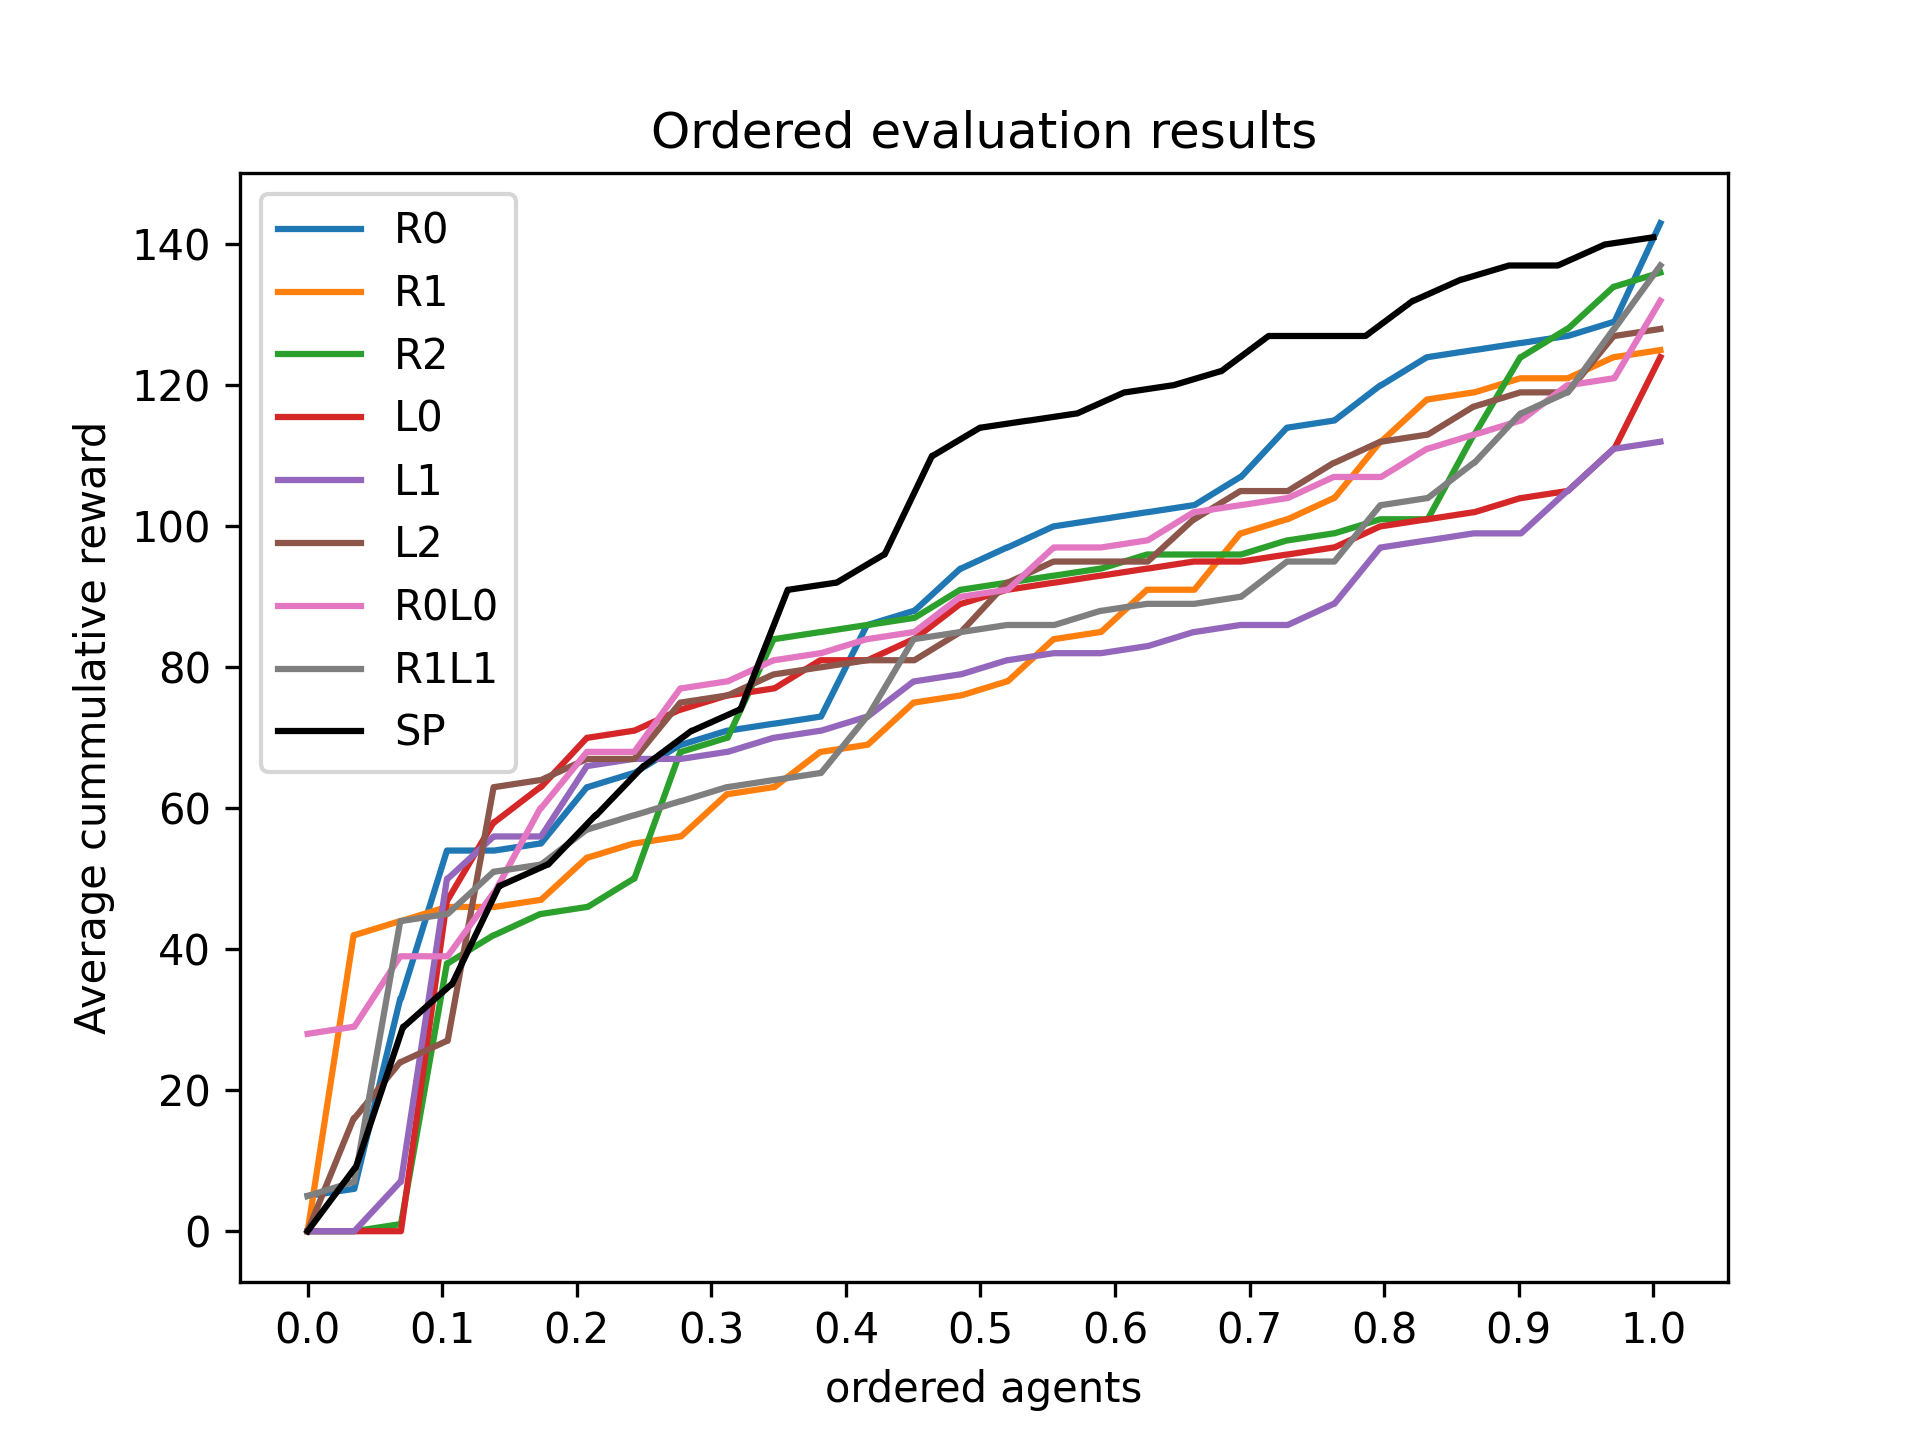 Ordered evaluation results
R0
R1
R2
L0
L1
L2
R0L0
R1L1
SP
Average cummulative reward
140
120
100
80
60
40
20
0
0.0 0.1 0.2 0.3 0.4 0.5 0.6 0.7 0.8 0.9 1.0
ordered agents